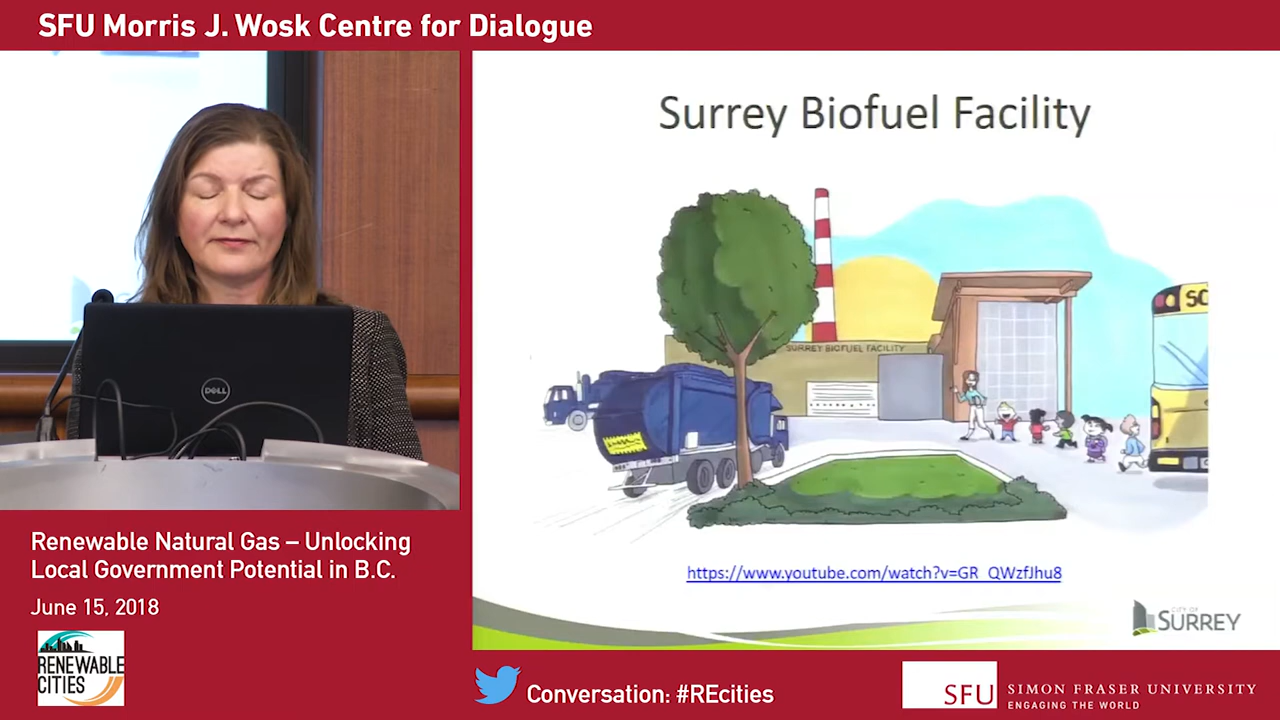 SFU Morris J. Wosk Centre for Dialogue
DELL
Surrey Biofuel Facility
SURREY BIOFUEL FACILITY
SC
https://www.youtube.com/watch?v=GR_QWzfJhu8
CITY OF
SURREY
Renewable Natural Gas – Unlocking
Local Government Potential in B.C.
June 15, 2018
RENEWABLE
CITIES
Conversation: #REcities
SFU
SIMON FRASER UNIVERSITY
ENGAGING THE WORLD